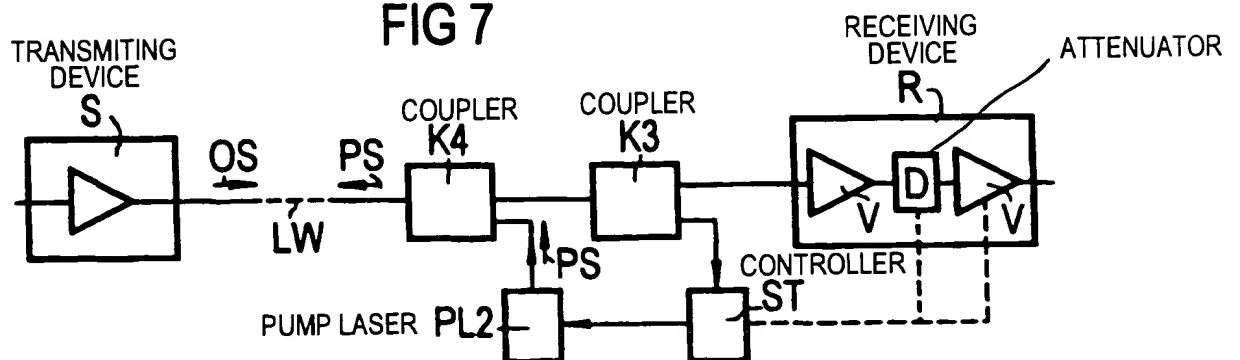 FIG 7
TRANSMITING
DEVICE
S
OS
PS
LW
COUPLER
K4
COUPLER
K3
RECEIVING
DEVICE
R
ATTENUATOR
V
D
V
PS
CONTROLLER
ST
PUMP LASER PL2